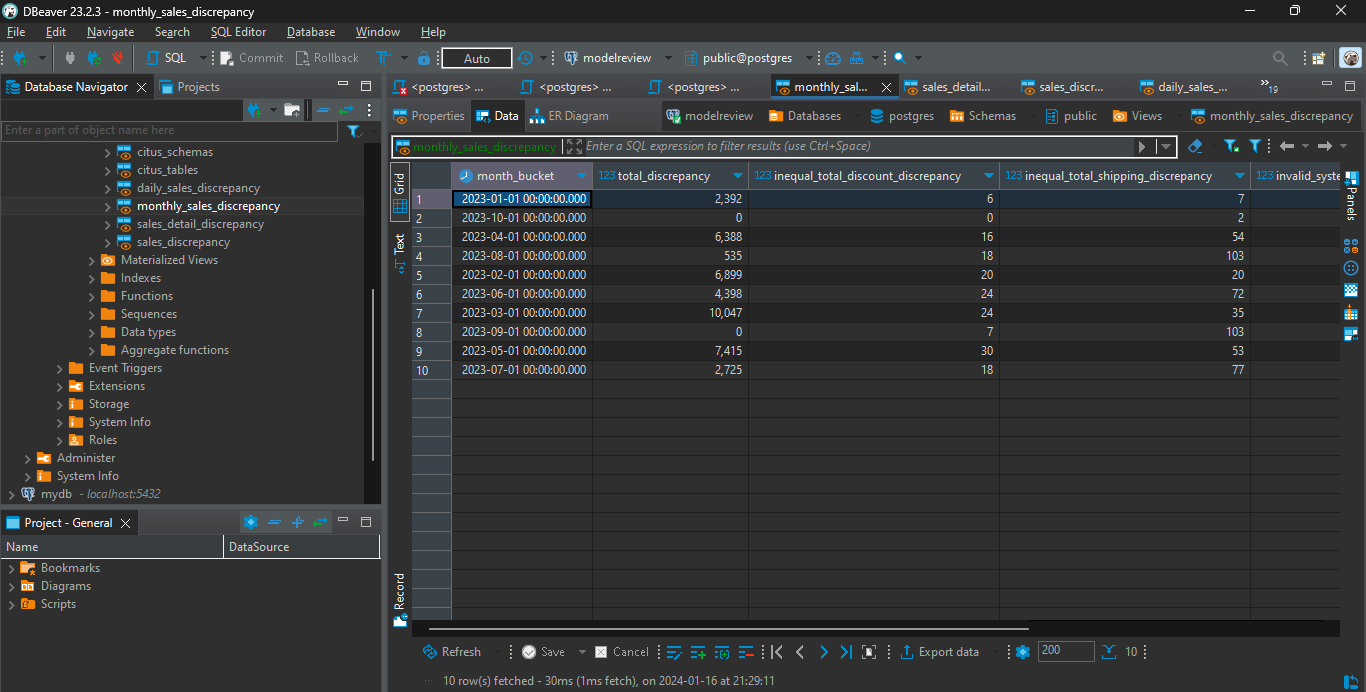 DBeaver 23.2.3 - monthly_sales_discrepancy
File Edit Navigate Search SQL Editor Database Window Help
SQL Commit Rollback Auto modelreview public@postgres
Database Navigator Projects
Enter a part of object name here
citus_schemas
citus_tables
daily_sales_discrepancy
monthly_sales_discrepancy
sales_detail_discrepancy
sales_discrepancy
Materialized Views
Indexes
Functions
Sequences
Data types
Aggregate functions
Event Triggers
Extensions
Storage
System Info
Roles
Administer
System Info
mydb - localhost:5432
Project - General
Name DataSource
Bookmarks
Diagrams
Scripts
<postgres> ... <postgres> ... <postgres> ... monthly_sal... sales_detail... sales_discr... daily_sales_... »19
Properties Data ER Diagram modelreview Databases postgres Schemas public Views monthly_sales_discrepancy
monthly_sales_discrepancy Enter a SQL expression to filter results (use Ctrl+Space)
Grid
Text
Record
Panels
month_bucket 123 total_discrepancy 123 inequal_total_discount_discrepancy 123 inequal_total_shipping_discrepancy 123 invalid_syste
1 2023-01-01 00:00:00.000 2,392 6 7
2 2023-10-01 00:00:00.000 0 0 2
3 2023-04-01 00:00:00.000 6,388 16 54
4 2023-08-01 00:00:00.000 535 18 103
5 2023-02-01 00:00:00.000 6,899 20 20
6 2023-06-01 00:00:00.000 4,398 24 72
7 2023-03-01 00:00:00.000 10,047 24 35
8 2023-09-01 00:00:00.000 0 7 103
9 2023-05-01 00:00:00.000 7,415 30 53
10 2023-07-01 00:00:00.000 2,725 18 77
Refresh Save Cancel Export data 200 10
10 row(s) fetched - 30ms (1ms fetch), on 2024-01-16 at 21:29:11